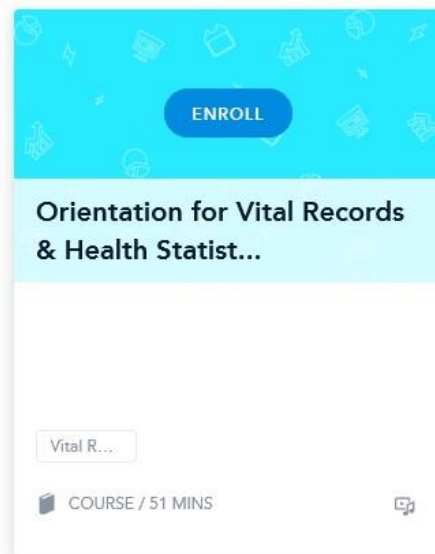 ENROLL
Orientation for Vital Records
& Health Statist...
Vital R...
COURSE / 51 MINS